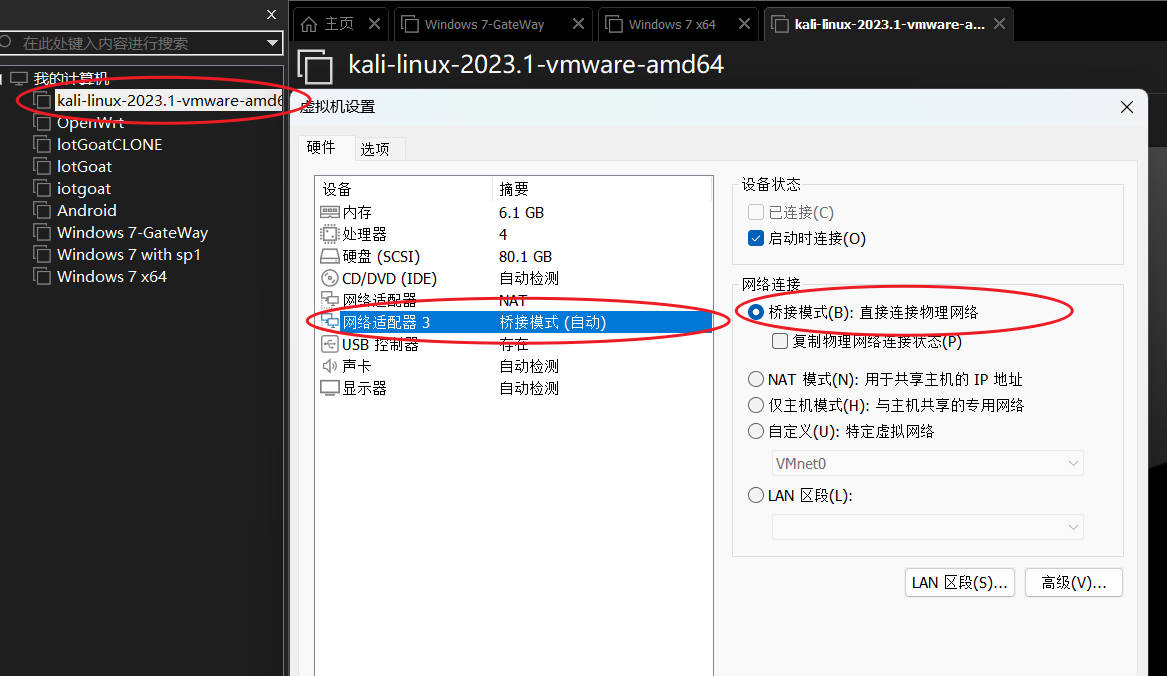 在此处键入内容进行搜索
我的计算机
kali-linux-2023.1-vmware-amd6
OpenWrt
IotGoatCLONE
IotGoat
iotgoat
Android
Windows 7-GateWay
Windows 7 with sp1
Windows 7 x64
主页
Windows 7-GateWay
Windows 7 x64
kali-linux-2023.1-vmware-a...
kali-linux-2023.1-vmware-amd64
虚拟机设置
硬件 选项
设备 摘要
内存 6.1 GB
处理器 4
硬盘 (SCSI) 80.1 GB
CD/DVD (IDE) 自动检测
网络适配器 NAT
网络适配器 3 桥接模式 (自动)
USB 控制器 存在
声卡 自动检测
显示器 自动检测
设备状态
已连接(C)
启动时连接(O)
网络连接
桥接模式(B): 直接连接物理网络
复制物理网络连接状态(P)
NAT 模式(N): 用于共享主机的 IP 地址
仅主机模式(H): 与主机共享的专用网络
自定义(U): 特定虚拟网络
VMnet0
LAN 区段(L):
LAN 区段(S)... 高级(V)...